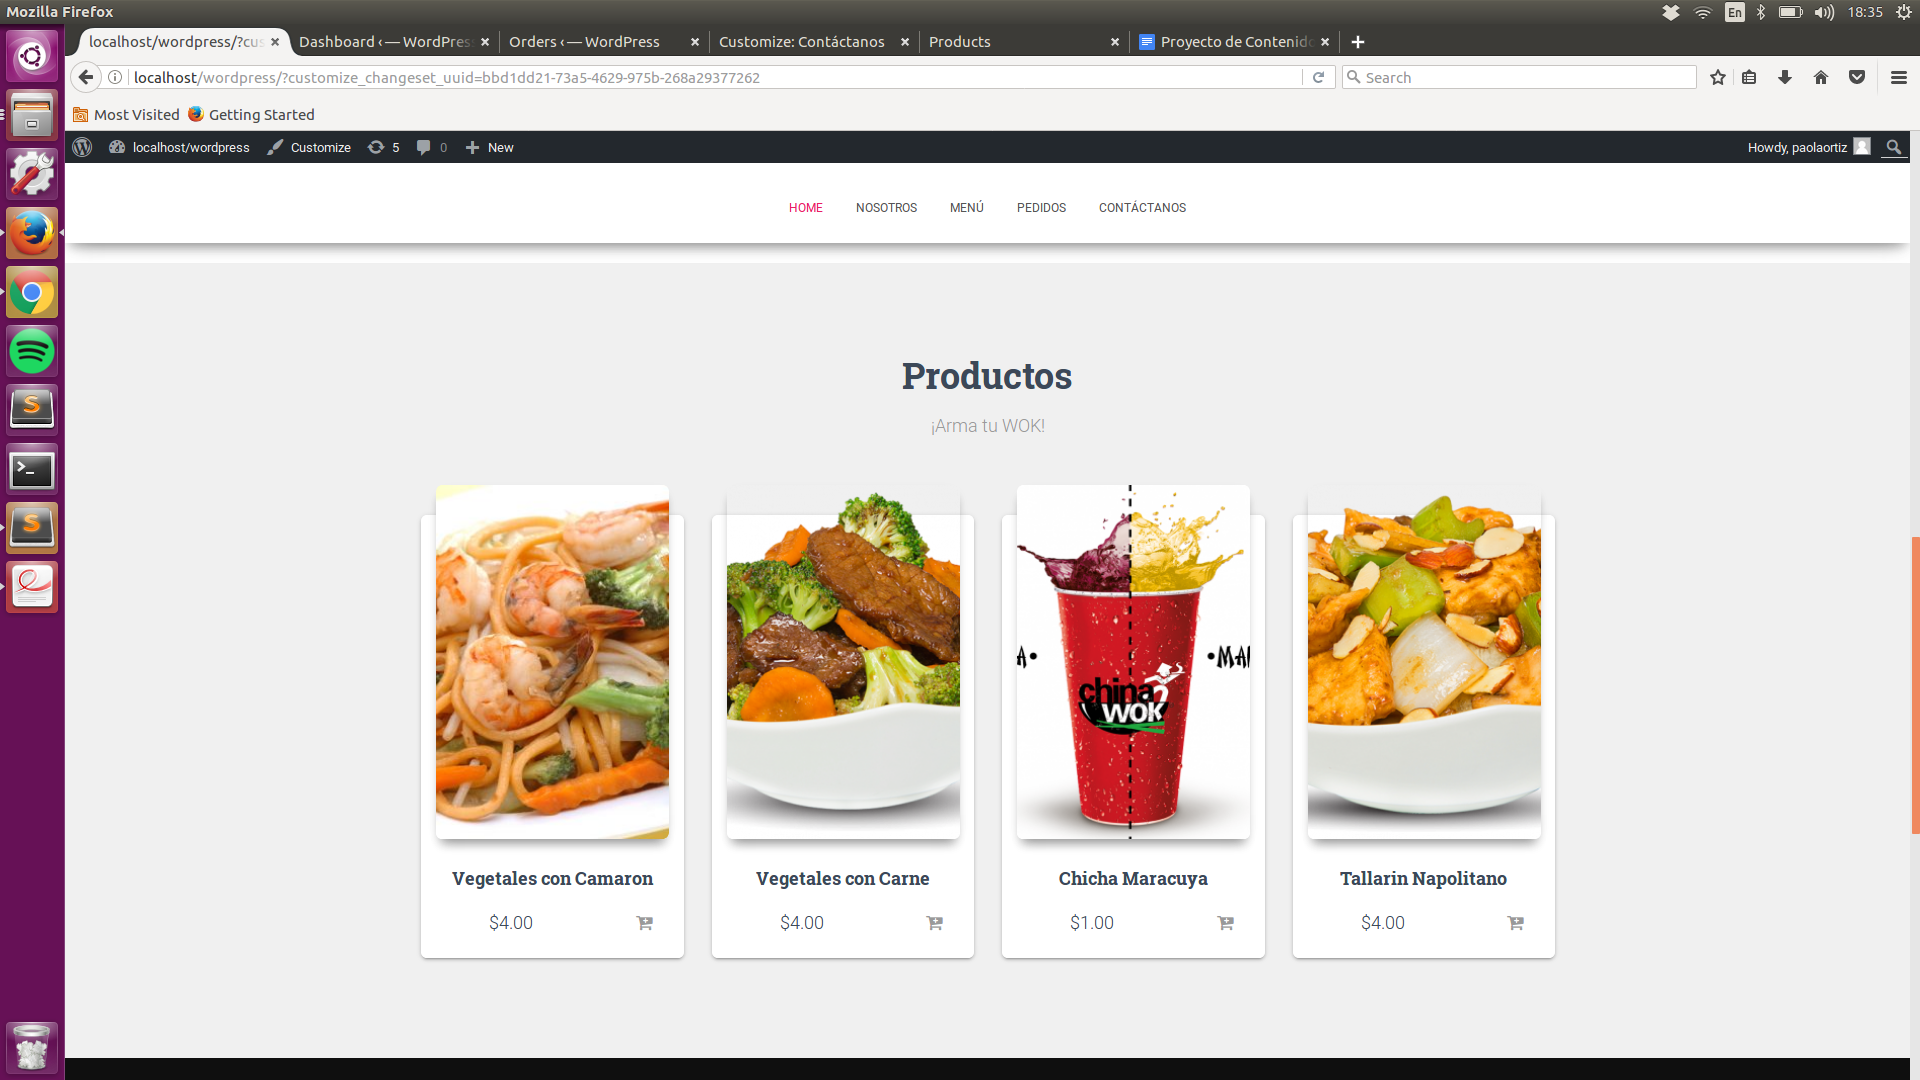 Mozilla Firefox
En
18:35
localhost/wordpress/?cus
Dashboard ‹ — WordPres
Orders ‹ — WordPress
Customize: Contáctanos
Products
Proyecto de Contenido
localhost/wordpress/?customize_changeset_uuid=bbd1dd21-73a5-4629-975b-268a29377262
Search
Most Visited
Getting Started
localhost/wordpress
Customize
5
0
New
Howdy, paolaortiz
HOME
NOSOTROS
MENÚ
PEDIDOS
CONTÁCTANOS
Productos
¡Arma tu WOK!
A•
•MAI
china
WOK
Vegetales con Camaron
Vegetales con Carne
Chicha Maracuya
Tallarin Napolitano
$4.00
$4.00
$1.00
$4.00